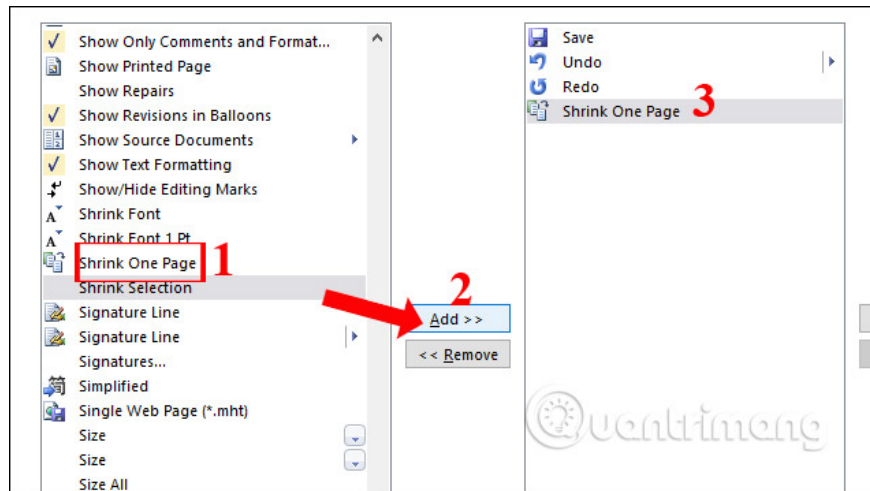 Show Only Comments and Format...
Show Printed Page
Show Repairs
Show Revisions in Balloons
Show Source Documents
Show Text Formatting
Show/Hide Editing Marks
Shrink Font
Shrink Font 1 Pt
Shrink One Page
1
Shrink Selection
Signature Line
Signature Line
Signatures...
简
Simplified
Single Web Page (*.mht)
Size
Size
Size All
2
Add >>
<< Remove
Save
Undo
Redo
Shrink One Page
3
Quantrimang